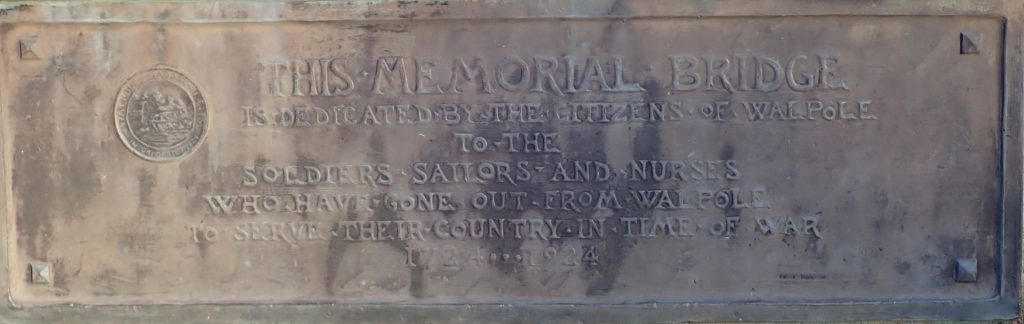 THIS·MEMORIAL·BRIDGE
IS·DEDICATED·BY·THE·CITIZENS·OF·WALPOLE
TO·THE
SOLDIERS·SAILORS·AND·NURSES
WHO·HAVE·GONE·OUT·FROM·WALPOLE
TO·SERVE·THEIR·COUNTRY·IN·TIME·OF·WAR
1724···1924